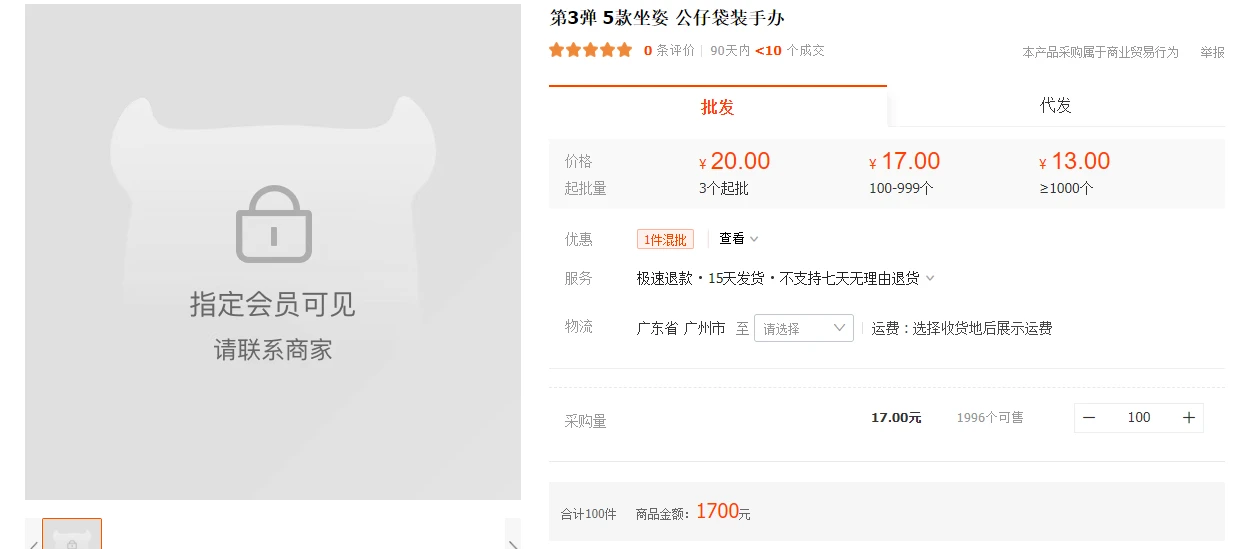 指定会员可见
请联系商家
第3弹 5款坐姿 公仔袋装手办
0 条评价 90天内 <10 个成交
本产品采购属于商业贸易行为 举报
批发 代发
价格 ¥20.00 ¥17.00 ¥13.00
起批量 3个起批 100-999个 ≥1000个
优惠 1件混批 查看
服务 极速退款·15天发货·不支持七天无理由退货
物流 广东省 广州市 至 请选择 运费：选择收货地后展示运费
采购量 17.00元 1996个可售 － 100 ＋
合计100件 商品金额：1700元